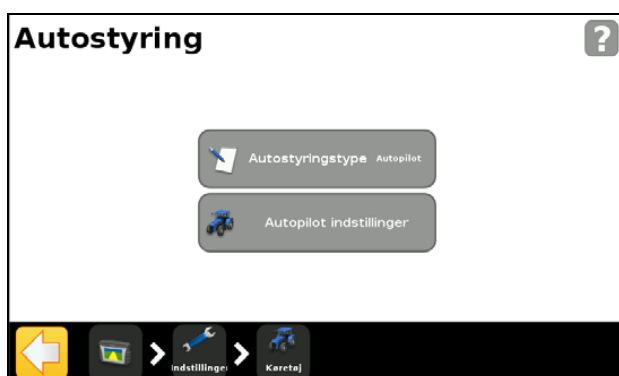 Autostyring
?
Autostyringstype Autopilot
Autopilot indstillinger
Indstillinger
Køretøj